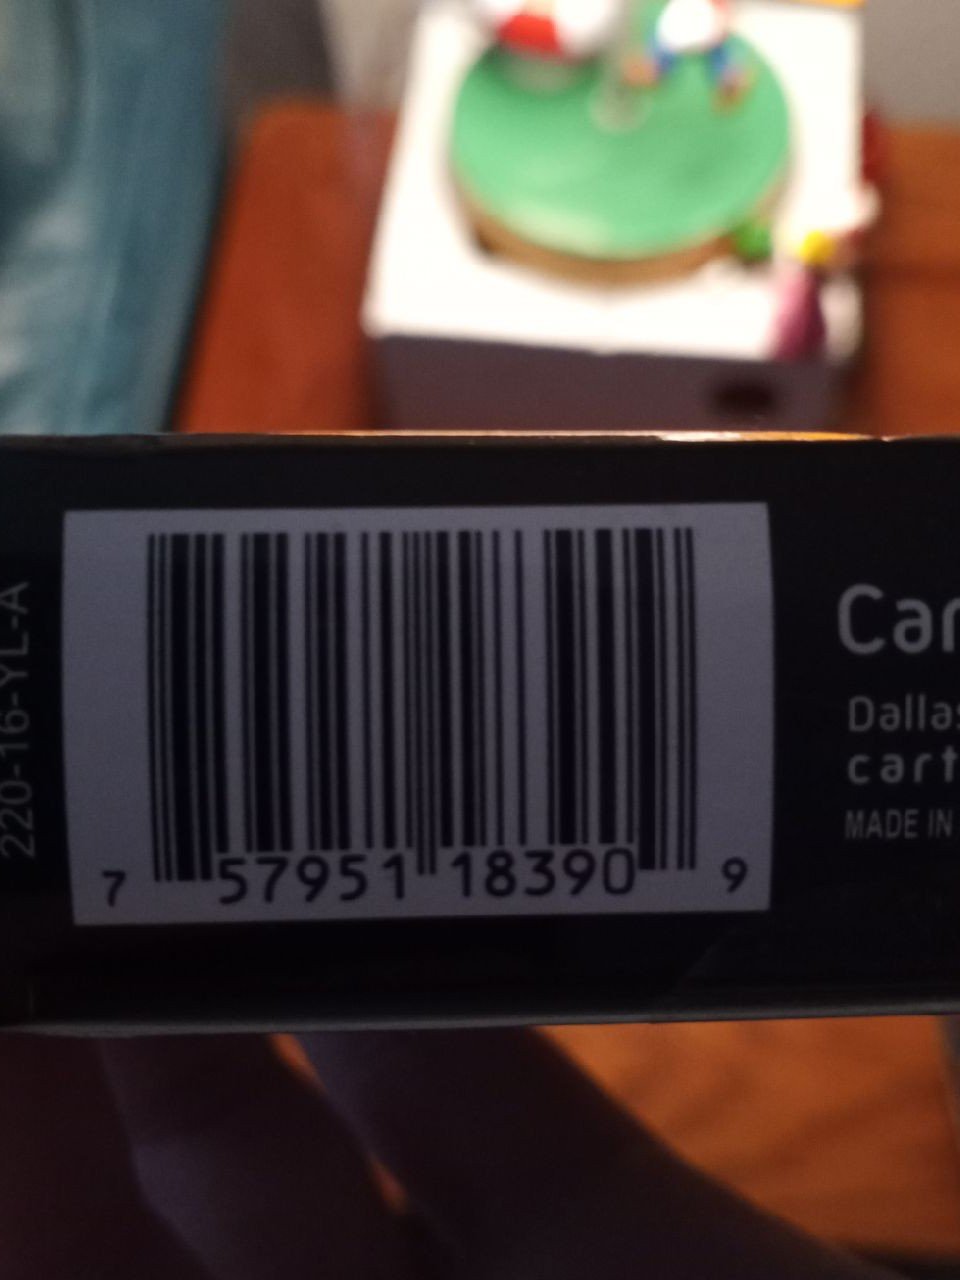 220-16-YL-A
7 57951 18390 9
Car
Dallas
cart
MADE IN